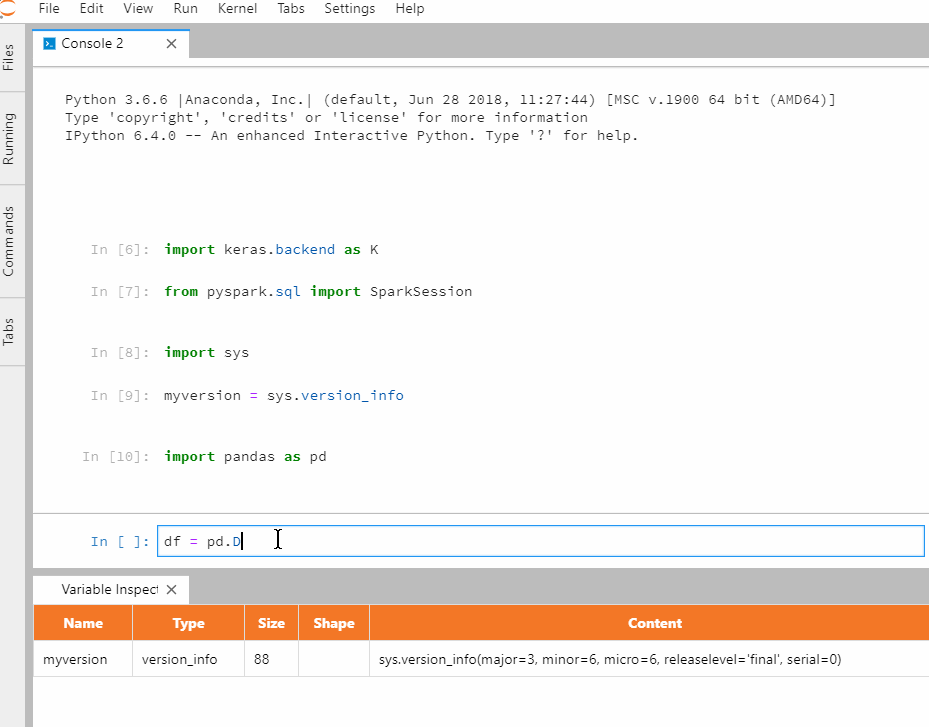 File Edit View Run Kernel Tabs Settings Help
Files
Running
Commands
Tabs
Console 2
Python 3.6.6 |Anaconda, Inc.| (default, Jun 28 2018, 11:27:44) [MSC v.1900 64 bit (AMD64)]
Type 'copyright', 'credits' or 'license' for more information
IPython 6.4.0 -- An enhanced Interactive Python. Type '?' for help.
In [6]: import keras.backend as K
In [7]: from pyspark.sql import SparkSession
In [8]: import sys
In [9]: myversion = sys.version_info
In [10]: import pandas as pd
In [ ]: df = pd.D
Variable Inspect
Name Type Size Shape Content
myversion version_info 88 sys.version_info(major=3, minor=6, micro=6, releaselevel='final', serial=0)